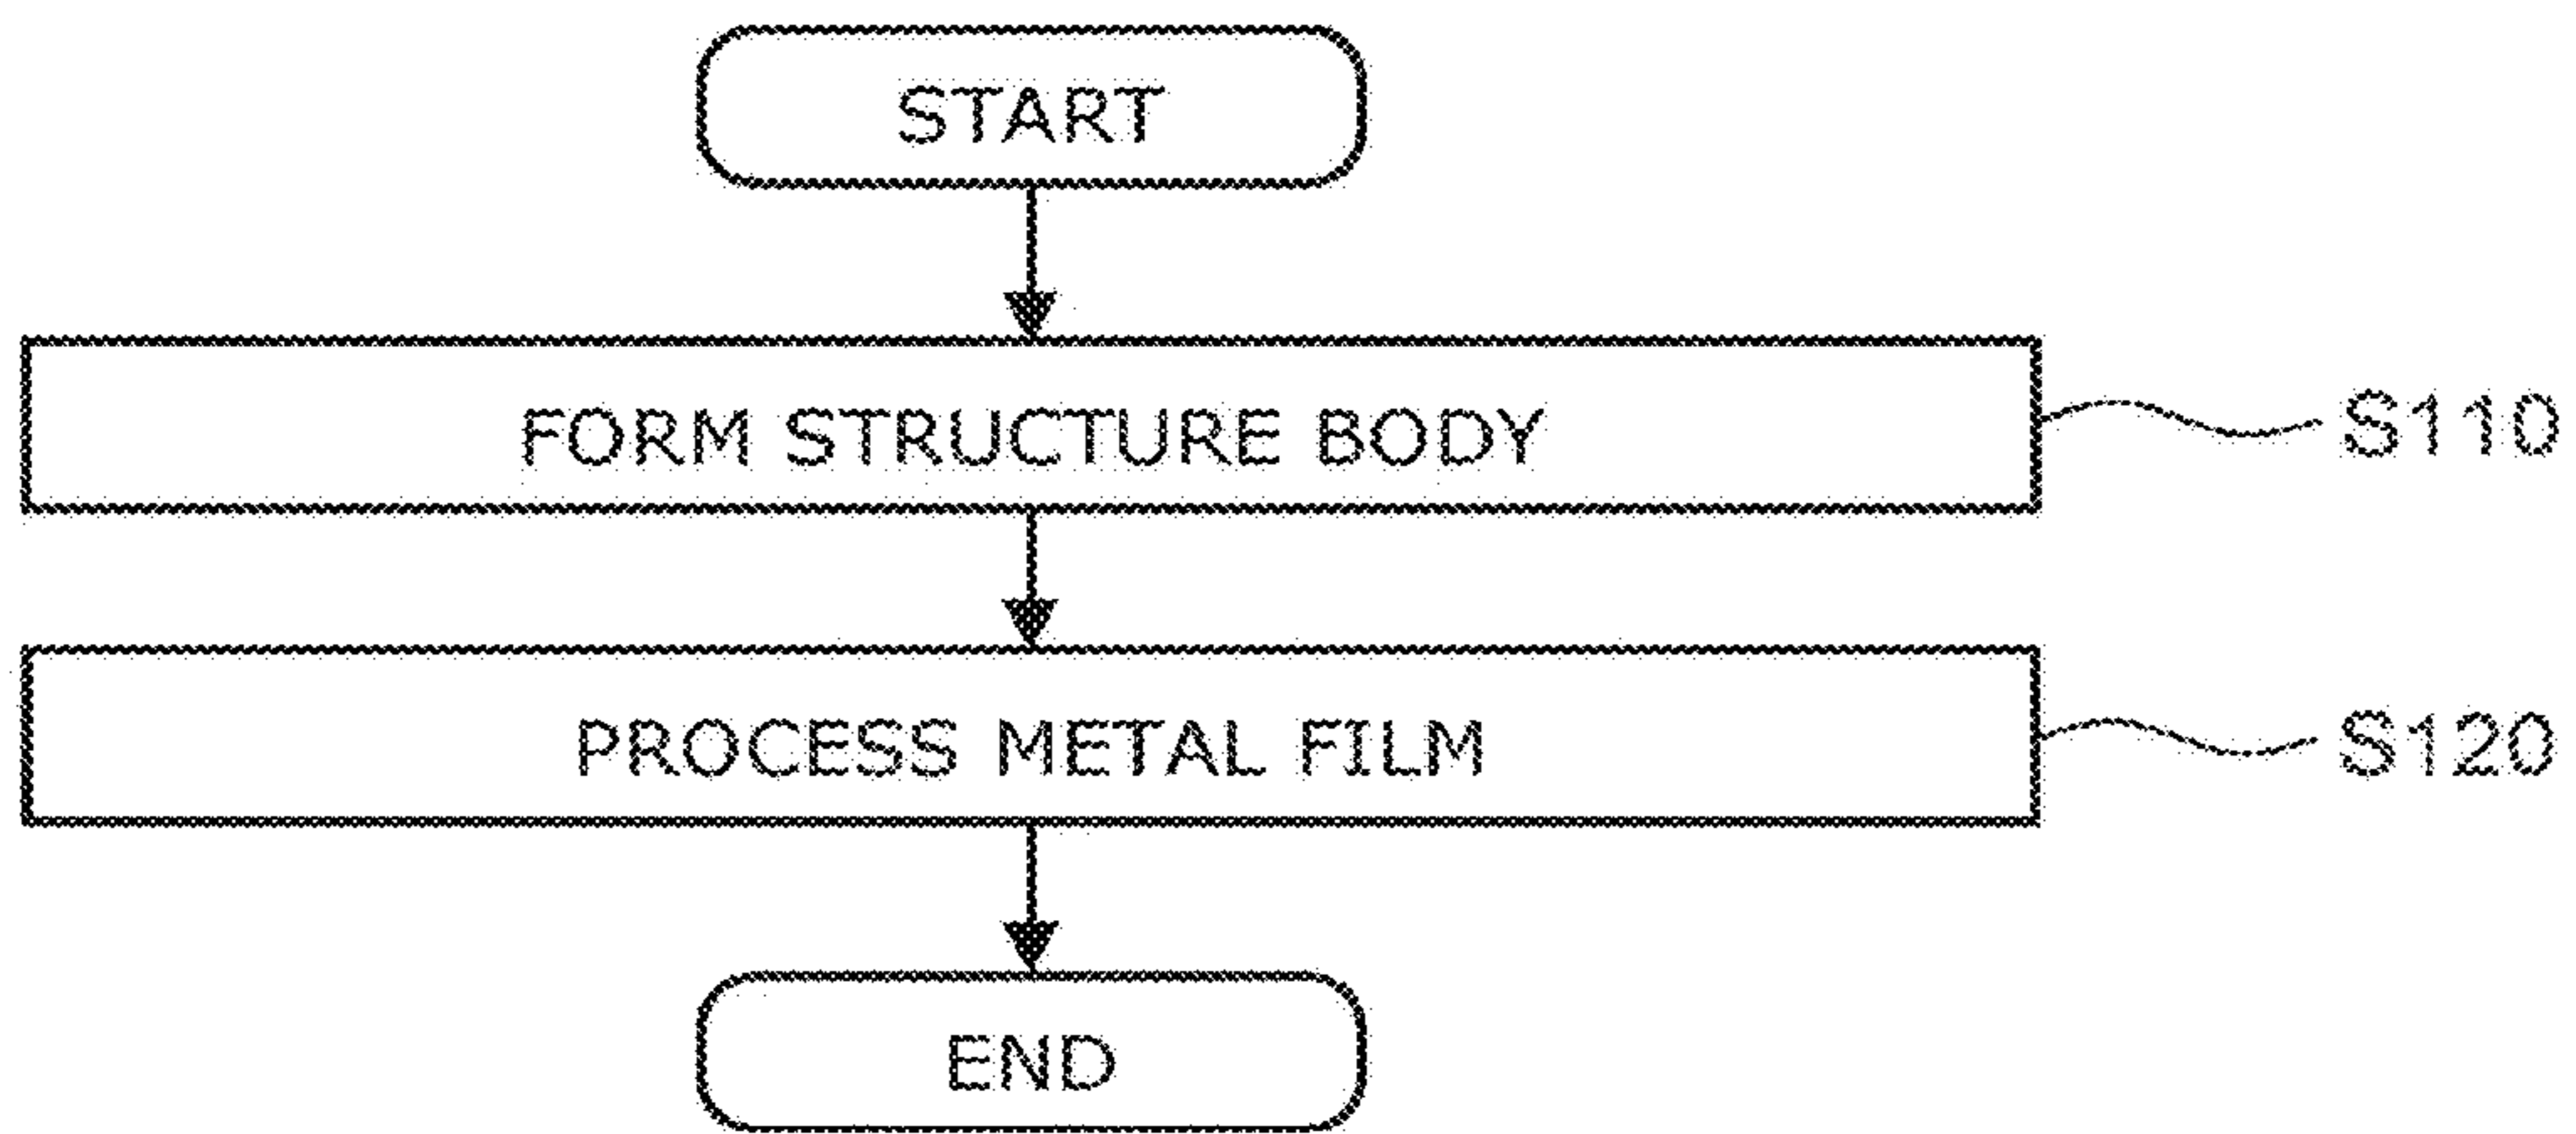 START
FORM STRUCTURE BODY
S110
PROCESS METAL FILM
S120
END